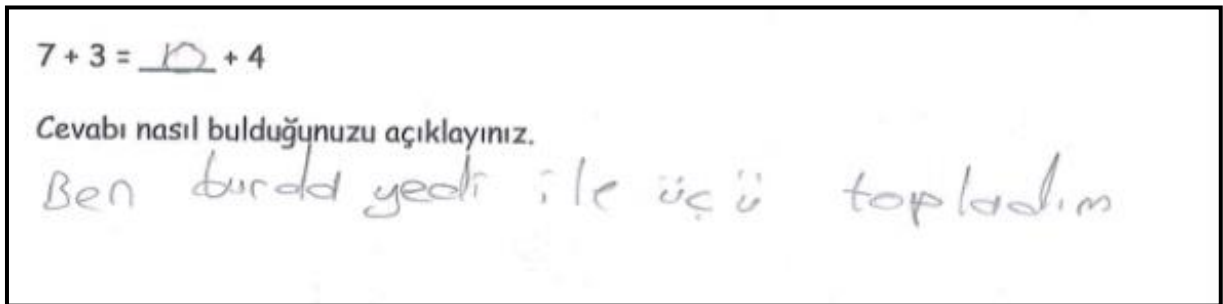 7 + 3 = 10 + 4
Cevabı nasıl bulduğunuzu açıklayınız.
Ben burda yedi ile üçü topladım